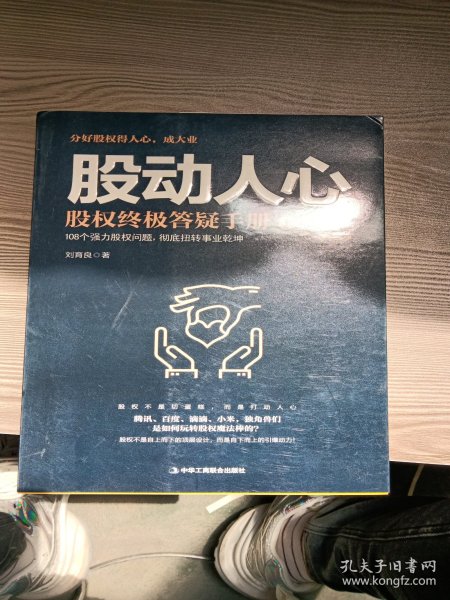 分好股权得人心，成大业
股动人心
股权终极答疑手册
108个强力股权问题，彻底扭转事业乾坤
刘育良◎著
股权不是切蛋糕，而是打动人心
腾讯、百度、滴滴、小米，独角兽们
是如何玩转股权魔法棒的？
股权不是自上而下的顶层设计，而是自下而上的引爆动力！
中华工商联合出版社
孔夫子旧书网
www.kongfz.com